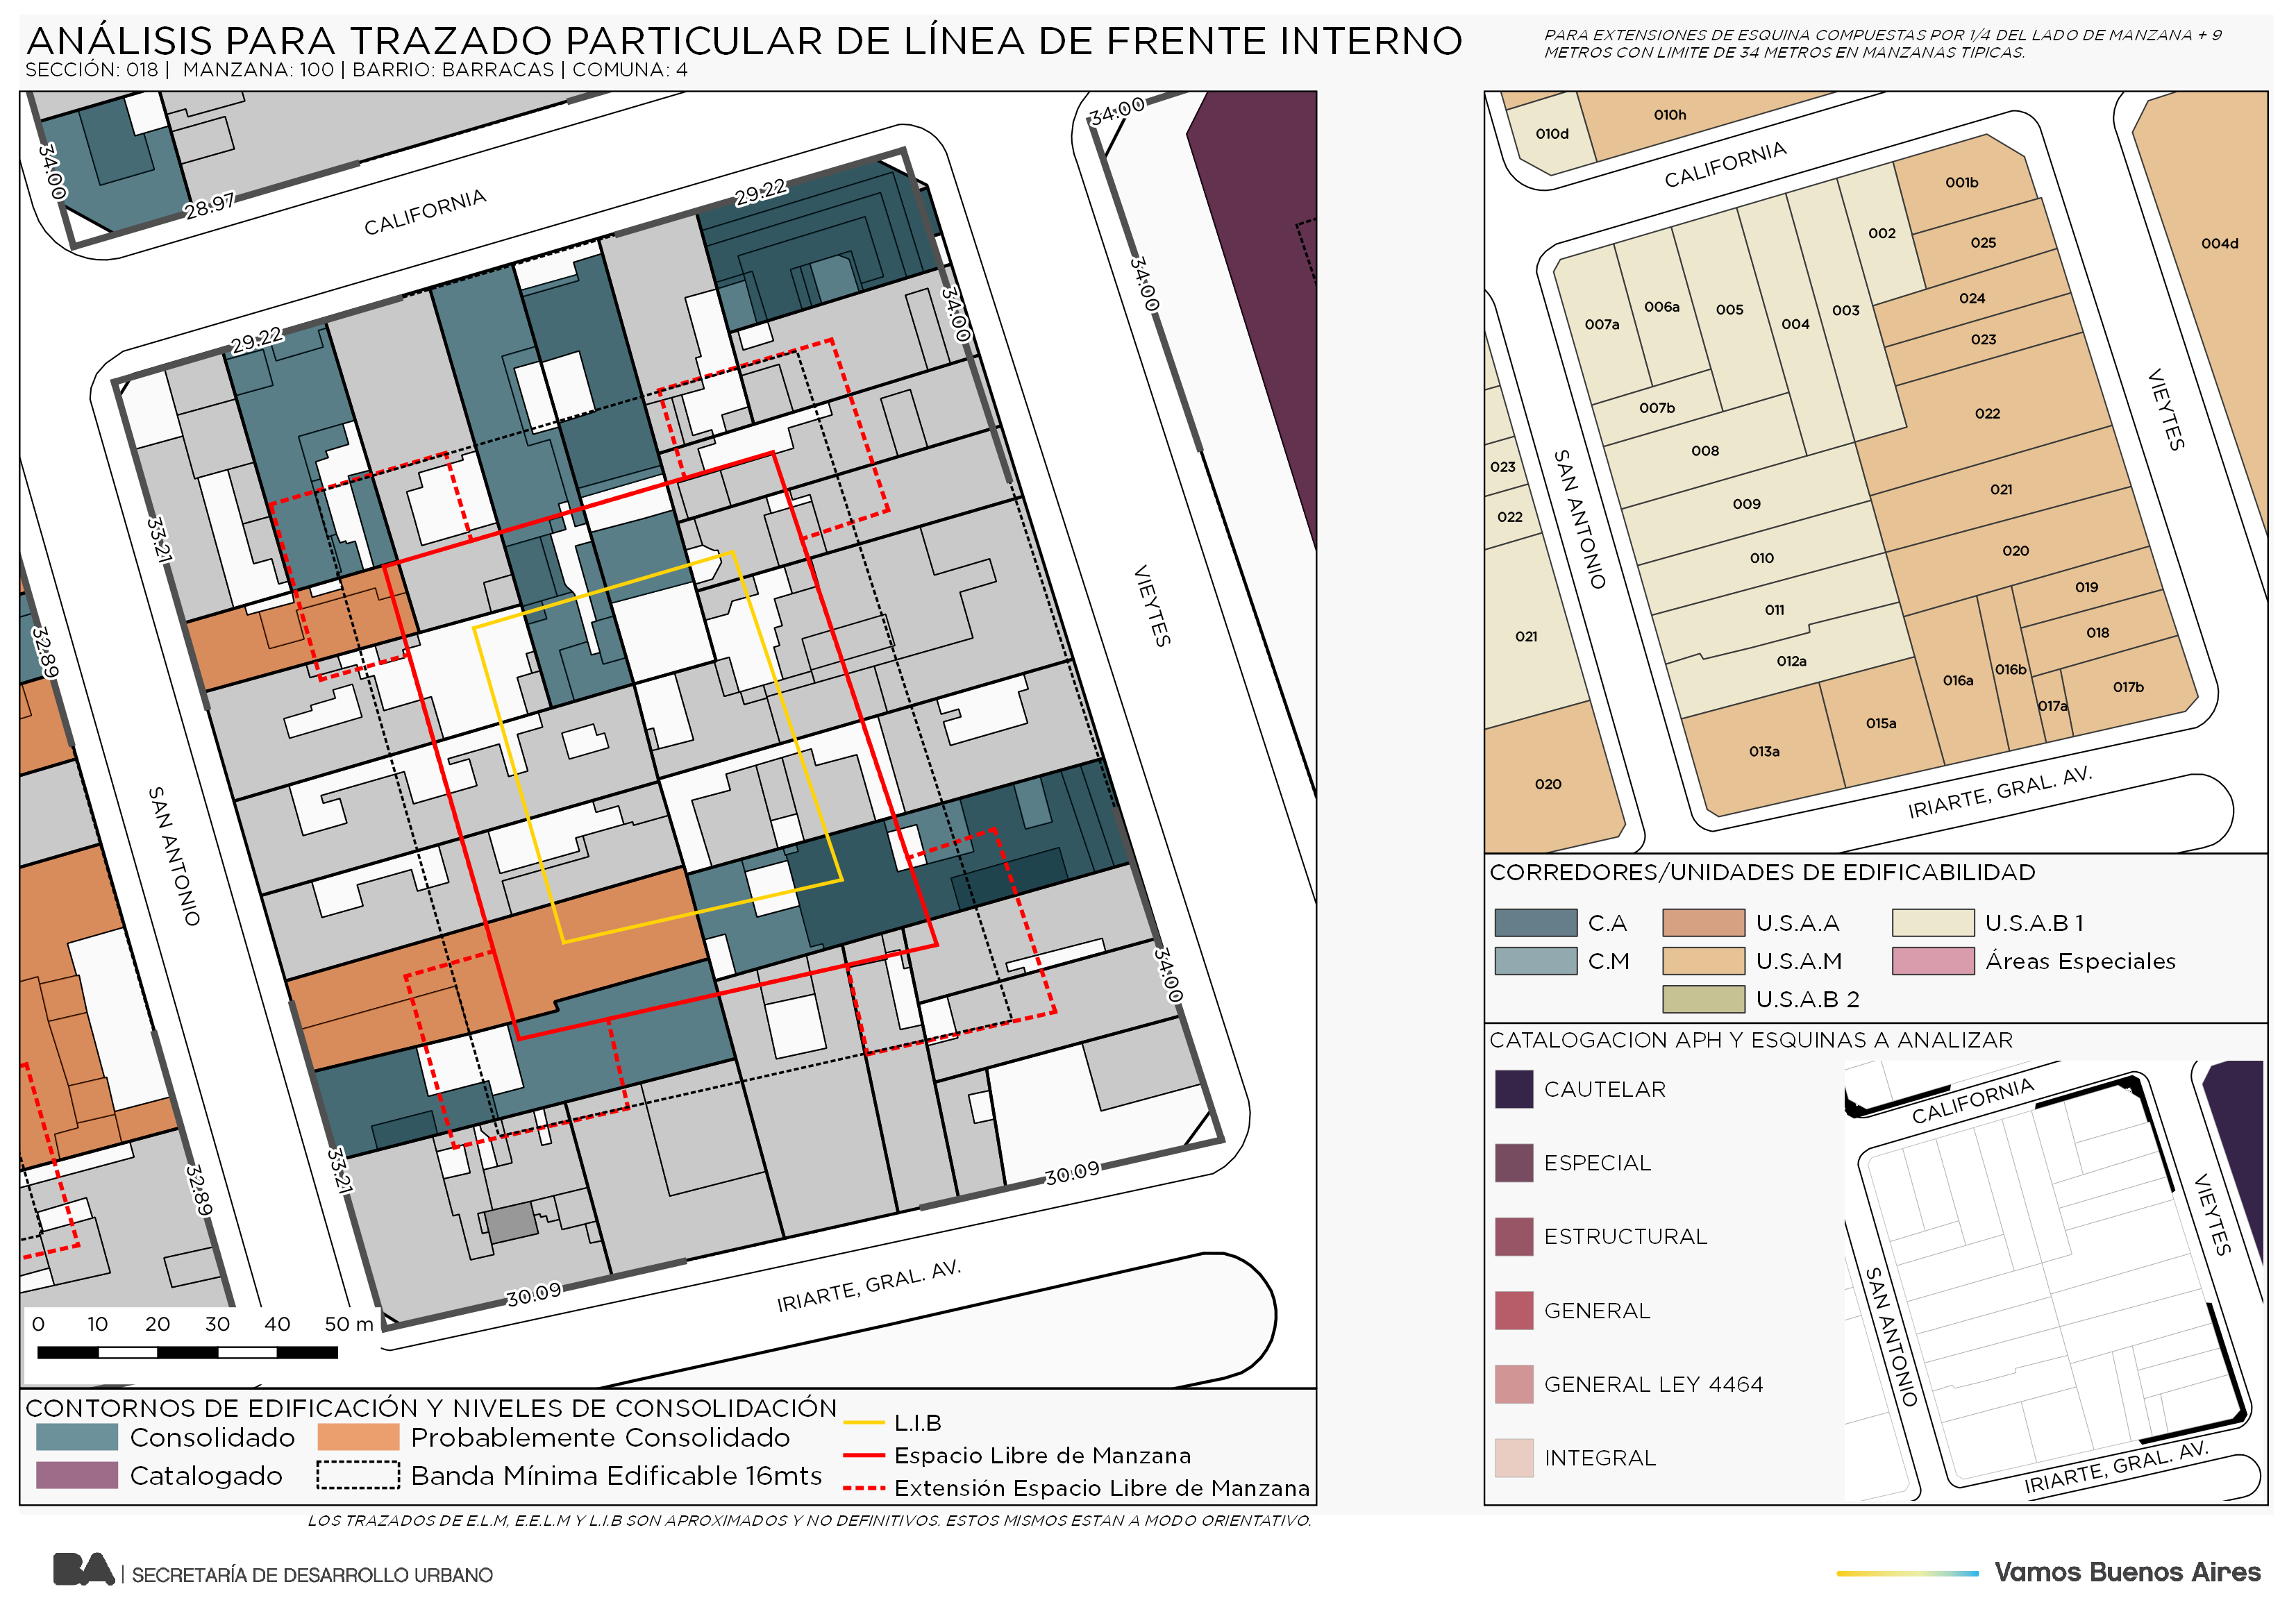 ANÁLISIS PARA TRAZADO PARTICULAR DE LÍNEA DE FRENTE INTERNO
SECCIÓN: 018 | MANZANA: 100 | BARRIO: BARRACAS | COMUNA: 4
PARA EXTENSIONES DE ESQUINA COMPUESTAS POR 1/4 DEL LADO DE MANZANA + 9
METROS CON LIMITE DE 34 METROS EN MANZANAS TIPICAS.
34.00
28.97
CALIFORNIA
29.22
34.00
34.00
34.00
29.22
33.21
32.89
VIEYTES
SAN ANTONIO
34.00
33.21
32.89
30.09
30.09
IRIARTE, GRAL. AV.
0 10 20 30 40 50 m
CONTORNOS DE EDIFICACIÓN Y NIVELES DE CONSOLIDACIÓN
Consolidado
Probablemente Consolidado
Catalogado
Banda Mínima Edificable 16mts
L.I.B
Espacio Libre de Manzana
Extensión Espacio Libre de Manzana
LOS TRAZADOS DE E.L.M, E.E.L.M Y L.I.B SON APROXIMADOS Y NO DEFINITIVOS. ESTOS MISMOS ESTAN A MODO ORIENTATIVO.
010d
010h
CALIFORNIA
001b
002
025
004d
006a
005
003
004
007a
024
023
007b
022
008
023
009
021
022
010
020
011
019
021
012a
018
016b
016a
017b
017a
015a
013a
020
SAN ANTONIO
VIEYTES
IRIARTE, GRAL. AV.
CORREDORES/UNIDADES DE EDIFICABILIDAD
C.A
U.S.A.A
U.S.A.B 1
C.M
U.S.A.M
Áreas Especiales
U.S.A.B 2
CATALOGACION APH Y ESQUINAS A ANALIZAR
CAUTELAR
ESPECIAL
ESTRUCTURAL
GENERAL
GENERAL LEY 4464
INTEGRAL
CALIFORNIA
VIEYTES
SAN ANTONIO
IRIARTE, GRAL. AV.
BA | SECRETARÍA DE DESARROLLO URBANO
Vamos Buenos Aires